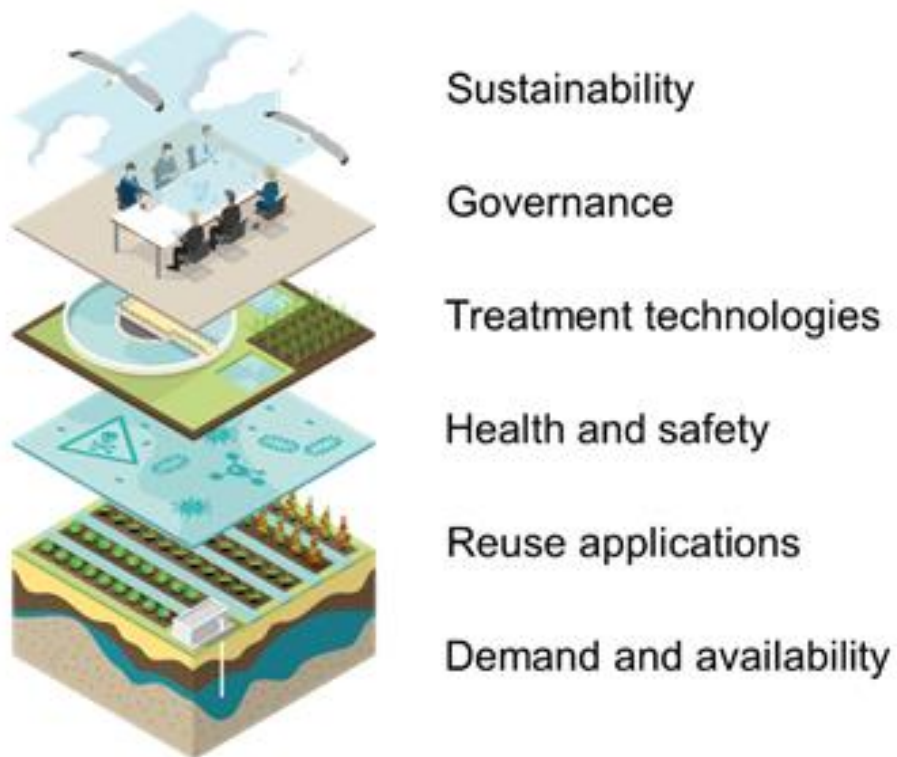 Sustainability
Governance
Treatment technologies
Health and safety
Reuse applications
Demand and availability